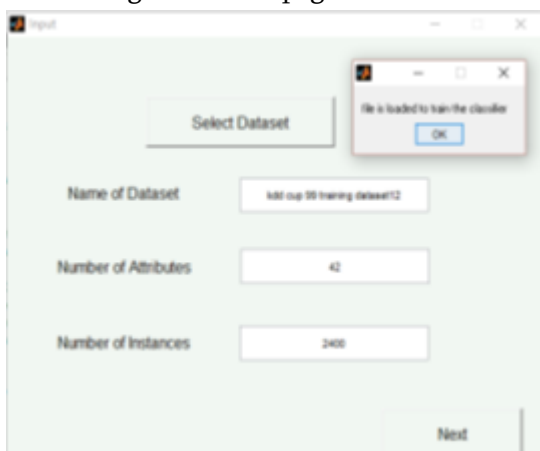 Input
file is loaded to train the classifier
OK
Select Dataset
Name of Dataset
kdd cup 99 training dataset12
Number of Attributes
42
Number of Instances
2400
Next